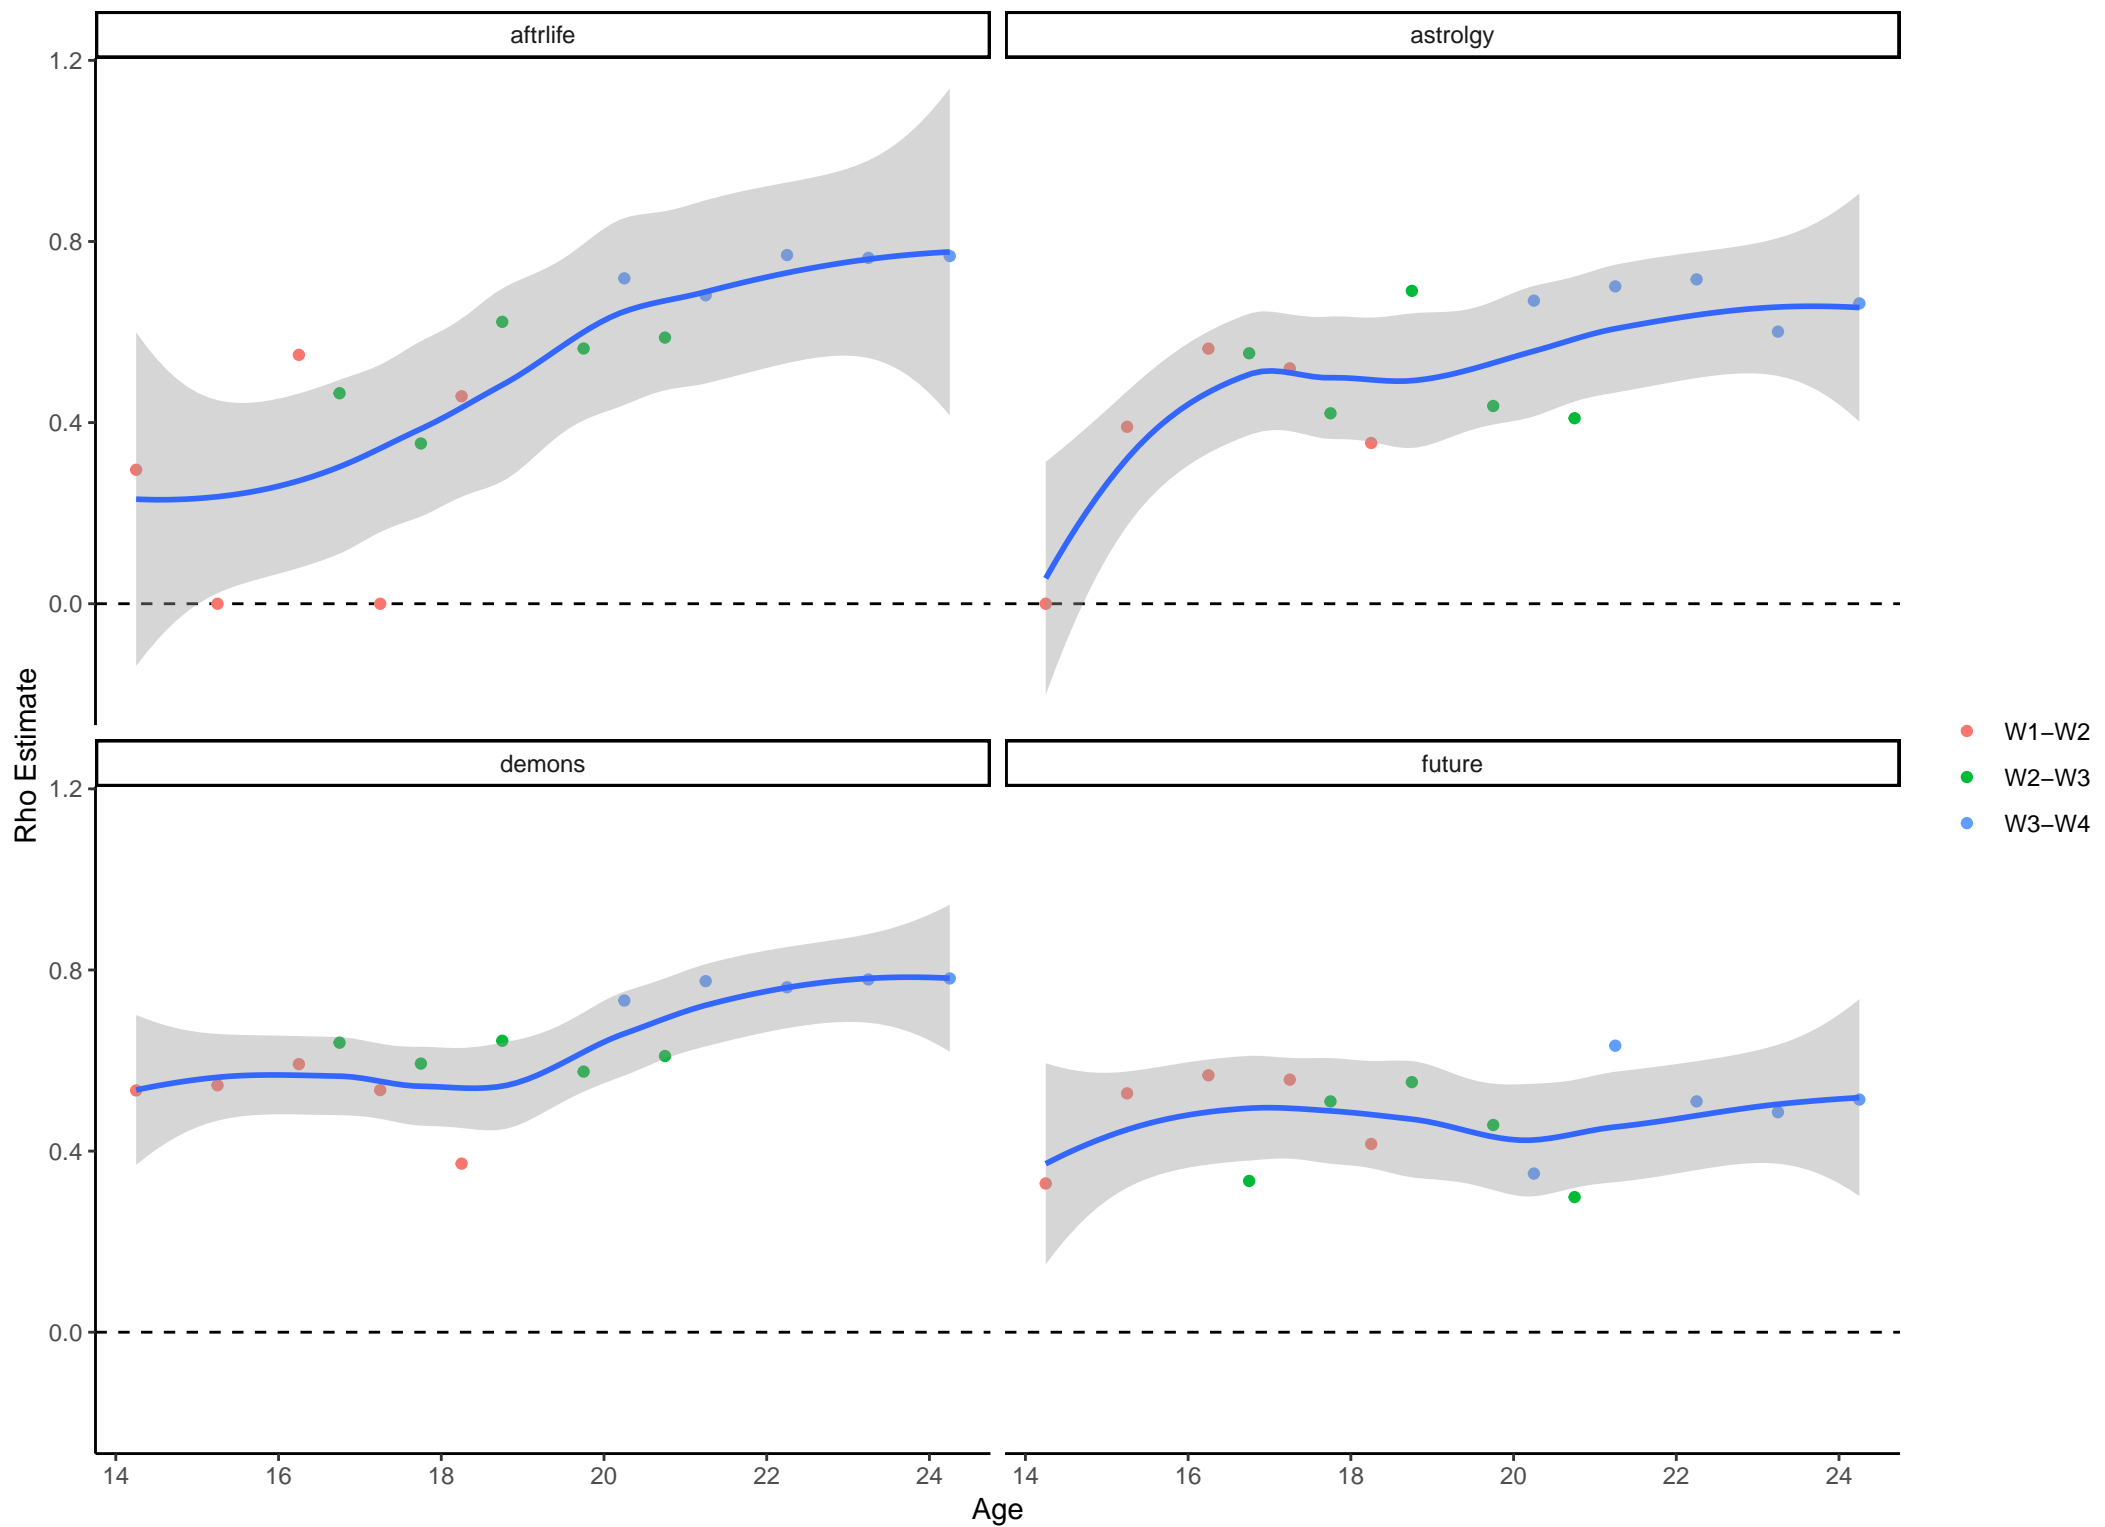 aftrlife
astrolgy
1.2
0.8
0.4
0.0
demons
future
1.2
0.8
0.4
0.0
14 16 18 20 22 24
14 16 18 20 22 24
Age
Rho Estimate
W1–W2
W2–W3
W3–W4